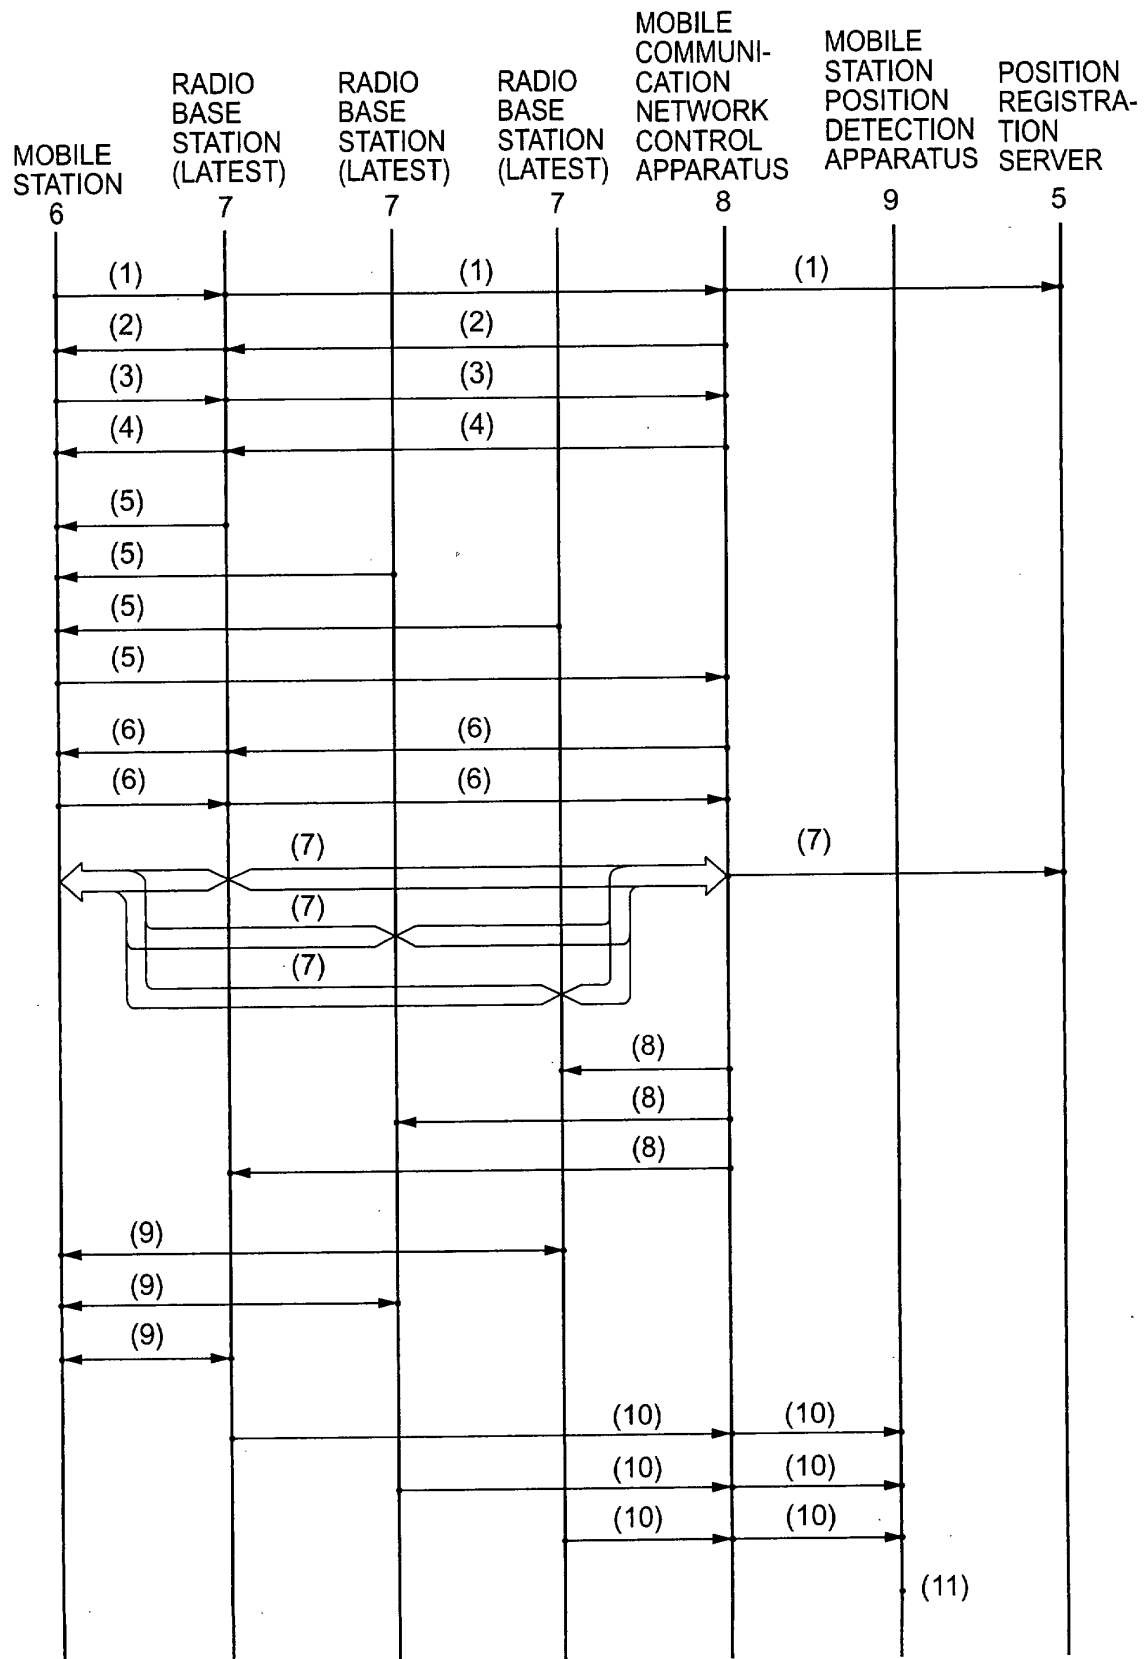 MOBILE
STATION
6
RADIO
BASE
STATION
(LATEST)
7
RADIO
BASE
STATION
(LATEST)
7
RADIO
BASE
STATION
(LATEST)
7
MOBILE
COMMUNI-
CATION
NETWORK
CONTROL
APPARATUS
8
MOBILE
STATION
POSITION
DETECTION
APPARATUS
9
POSITION
REGISTRA-
TION
SERVER
5
(1) (1) (1)
(2) (2)
(3) (3)
(4) (4)
(5)
(5)
(5)
(5)
(6) (6)
(6) (6)
(7) (7)
(7)
(7)
(8)
(8)
(8)
(9)
(9)
(9)
(10) (10)
(10) (10)
(10) (10)
(11)